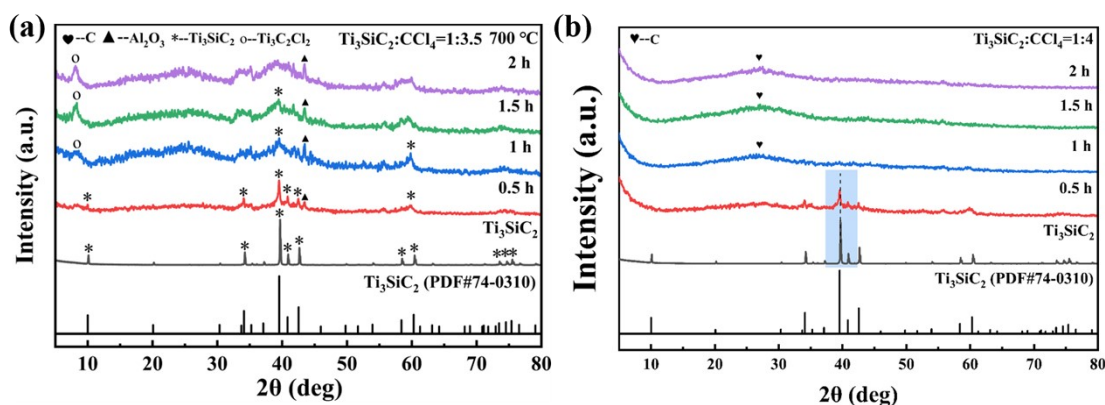 (a)
♥--C ▲--Al₂O₃ *--Ti₃SiC₂ o--Ti₃C₂Cl₂ Ti₃SiC₂:CCl₄=1:3.5 700 °C
2 h
1.5 h
1 h
0.5 h
Ti₃SiC₂
Ti₃SiC₂ (PDF#74-0310)
Intensity (a.u.)
10 20 30 40 50 60 70 80
2θ (deg)
(b)
♥--C Ti₃SiC₂:CCl₄=1:4
2 h
1.5 h
1 h
0.5 h
Ti₃SiC₂
Ti₃SiC₂ (PDF#74-0310)
Intensity (a.u.)
10 20 30 40 50 60 70 80
2θ (deg)